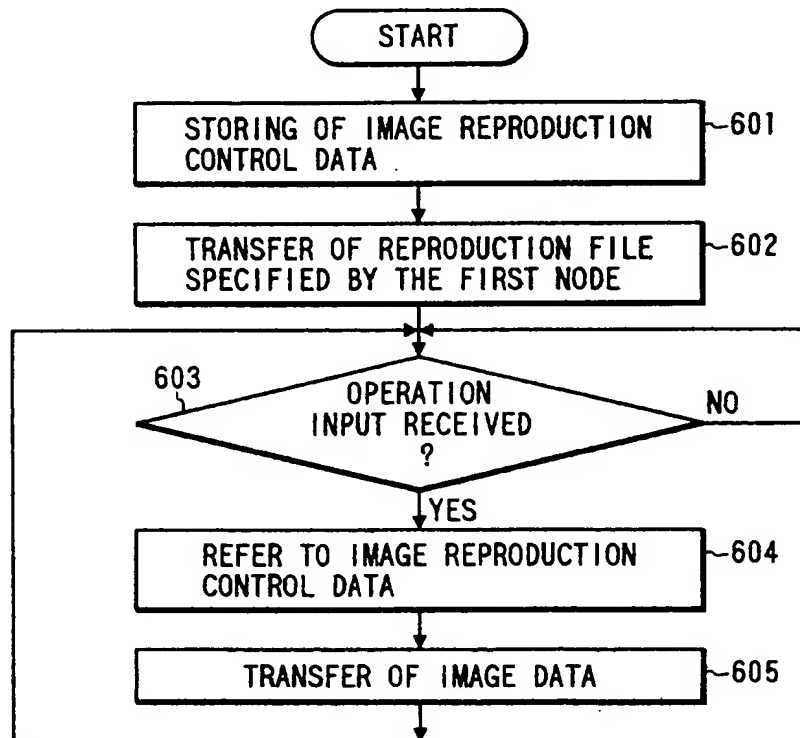 START
STORING OF IMAGE REPRODUCTION
CONTROL DATA
601
TRANSFER OF REPRODUCTION FILE
SPECIFIED BY THE FIRST NODE
602
603
OPERATION
INPUT RECEIVED
?
NO
YES
REFER TO IMAGE REPRODUCTION
CONTROL DATA
604
TRANSFER OF IMAGE DATA
605